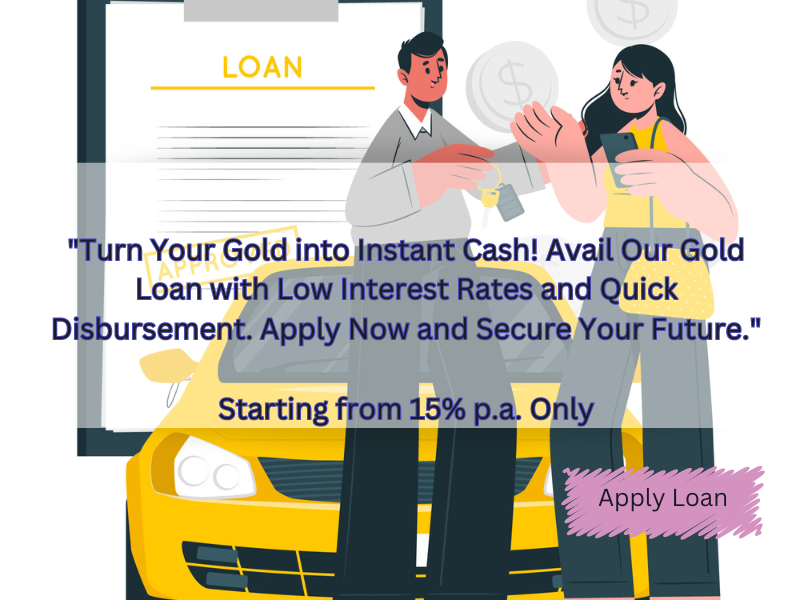 LOAN
APPROVED
"Turn Your Gold into Instant Cash! Avail Our Gold
Loan with Low Interest Rates and Quick
Disbursement. Apply Now and Secure Your Future."
Starting from 15% p.a. Only
Apply Loan